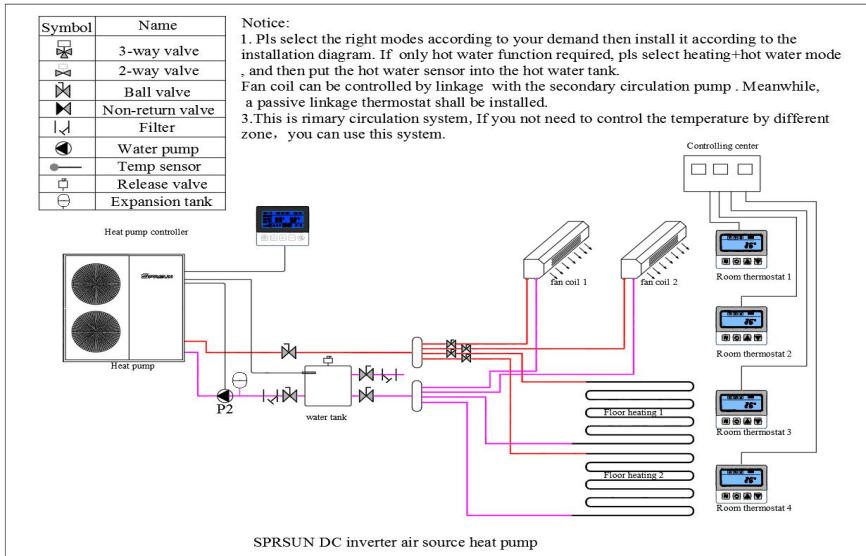 Symbol Name
3-way valve
2-way valve
Ball valve
Non-return valve
Filter
Water pump
Temp sensor
Release valve
Expansion tank
Notice:
1. Pls select the right modes according to your demand then install it according to the
installation diagram. If only hot water function required, pls select heating+hot water mode
, and then put the hot water sensor into the hot water tank.
Fan coil can be controlled by linkage with the secondary circulation pump . Meanwhile,
a passive linkage thermostat shall be installed.
3.This is rimary circulation system, If you not need to control the temperature by different
zone, you can use this system.
Controlling center
Heat pump controller
SPRSUN
Heat pump
fan coil 1
fan coil 2
Room thermostat 1
Room thermostat 2
Room thermostat 3
Room thermostat 4
P2
water tank
Floor heating 1
Floor heating 2
SPRSUN DC inverter air source heat pump